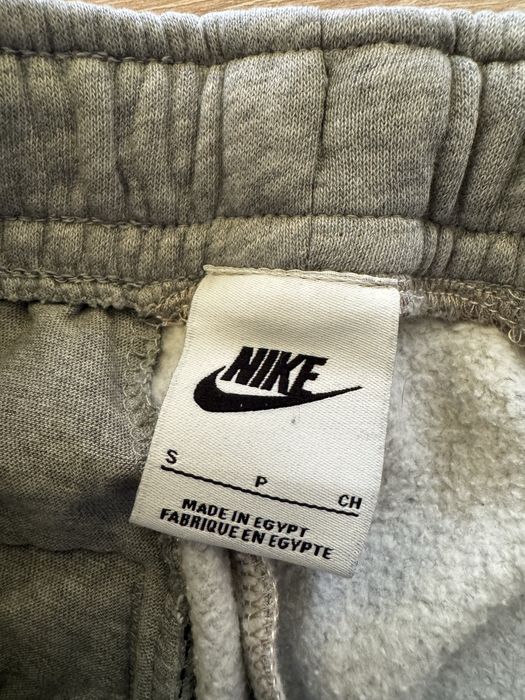 NIKE
S P CH
MADE IN EGYPT
FABRIQUE EN EGYPTE